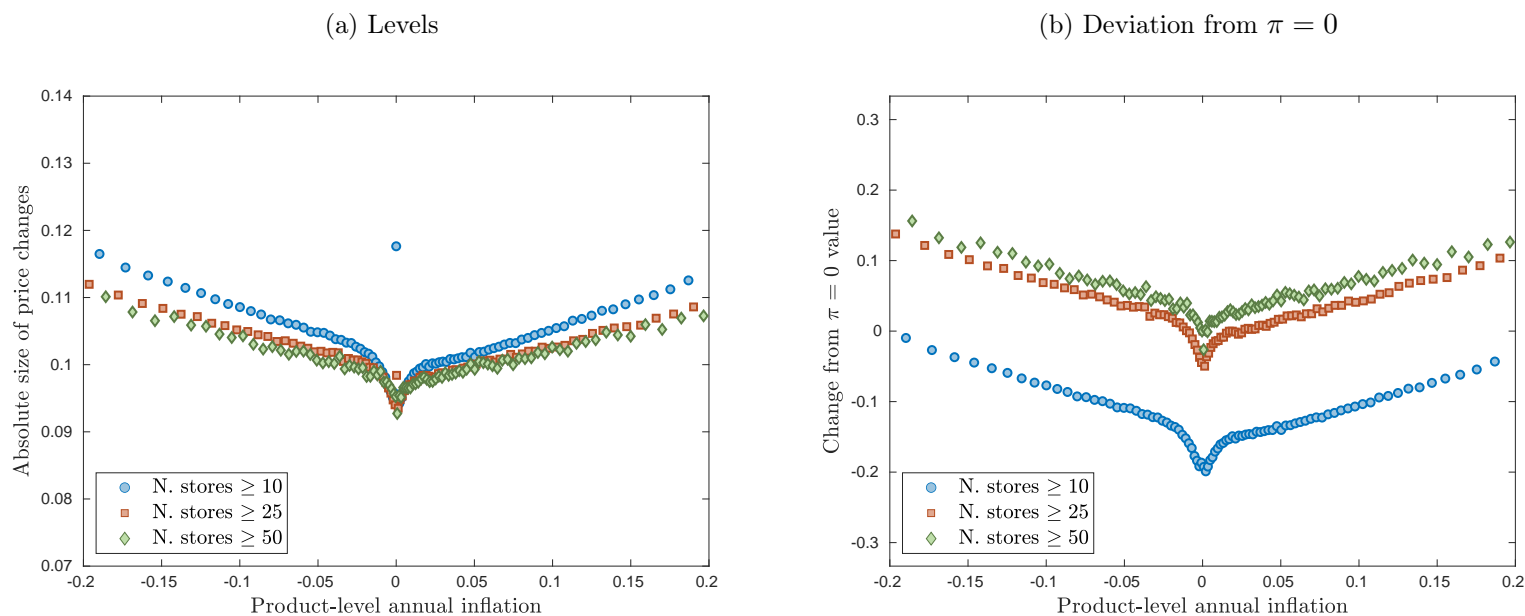 (a) Levels
0.14
0.13
0.12
0.11
0.1
0.09
0.08
0.07
-0.2 -0.15 -0.1 -0.05 0 0.05 0.1 0.15 0.2
Absolute size of price changes
Product-level annual inflation
N. stores ≥ 10
N. stores ≥ 25
N. stores ≥ 50
(b) Deviation from π = 0
0.3
0.2
0.1
0
-0.1
-0.2
-0.3
-0.2 -0.15 -0.1 -0.05 0 0.05 0.1 0.15 0.2
Change from π = 0 value
Product-level annual inflation
N. stores ≥ 10
N. stores ≥ 25
N. stores ≥ 50